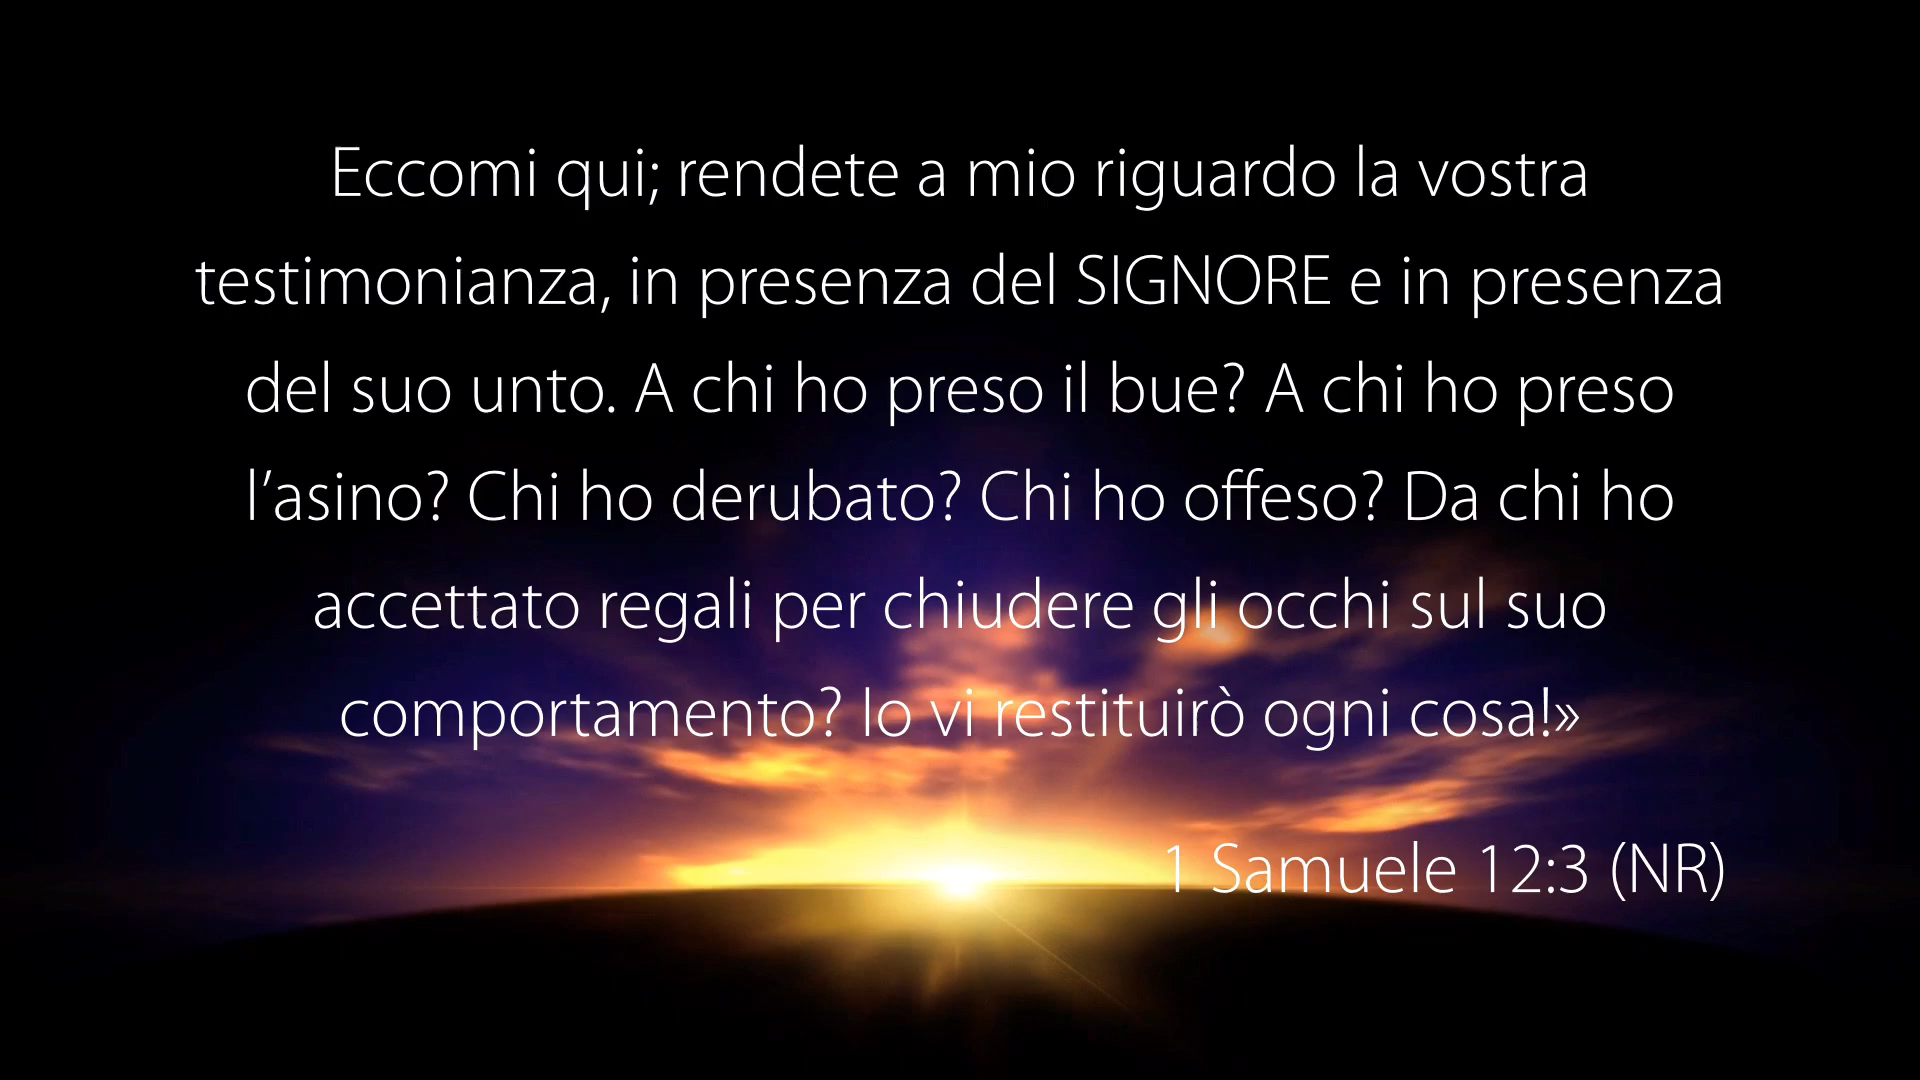 Eccomi qui; rendete a mio riguardo la vostra
testimonianza, in presenza del SIGNORE e in presenza
del suo unto. A chi ho preso il bue? A chi ho preso
l’asino? Chi ho derubato? Chi ho offeso? Da chi ho
accettato regali per chiudere gli occhi sul suo
comportamento? Io vi restituirò ogni cosa!»
1 Samuele 12:3 (NR)